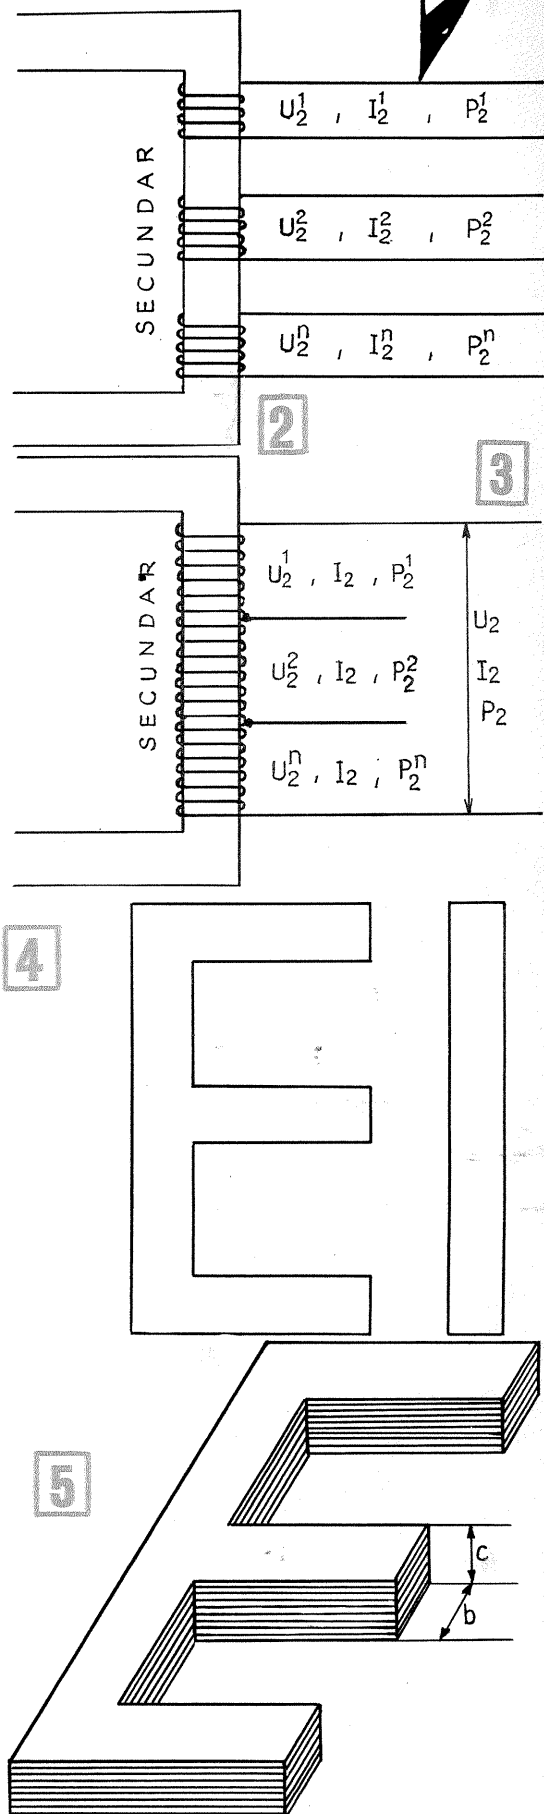 U₂¹ , I₂¹ , P₂¹
SECUNDAR
U₂² , I₂² , P₂²
U₂ⁿ , I₂ⁿ , P₂ⁿ
2
3
U₂¹ , I₂ , P₂¹
SECUNDAR
U₂² , I₂ , P₂²
U₂ⁿ , I₂ , P₂ⁿ
U₂
I₂
P₂
4
5
c
b